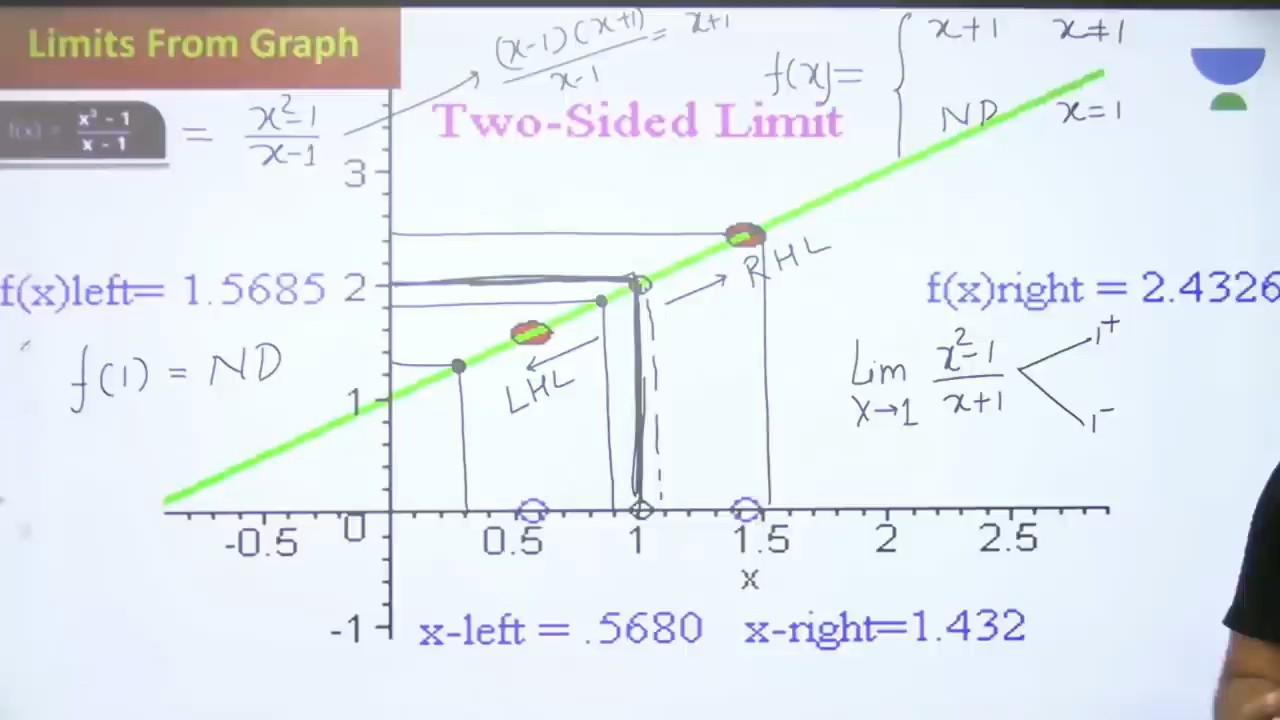 Limits From Graph
(x-1)(x+1)/x-1 = x+1
f(x)= { x+1 x≠1
ND x=1
f(x) = x² - 1/x - 1 = x²-1/x-1
Two-Sided Limit
3
RHL
f(x)left= 1.5685 2 f(x)right = 2.4326
f(1) = ND
LHL
Lim x→1 x²-1/x+1 1⁺
1⁻
1
-0.5 0 0.5 1 1.5 2 2.5
x
-1 x-left = .5680 x-right=1.432